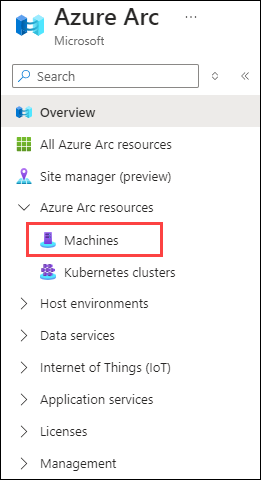 Azure Arc ...
Microsoft
Search
Overview
All Azure Arc resources
Site manager (preview)
Azure Arc resources
Machines
Kubernetes clusters
Host environments
Data services
Internet of Things (IoT)
Application services
Licenses
Management